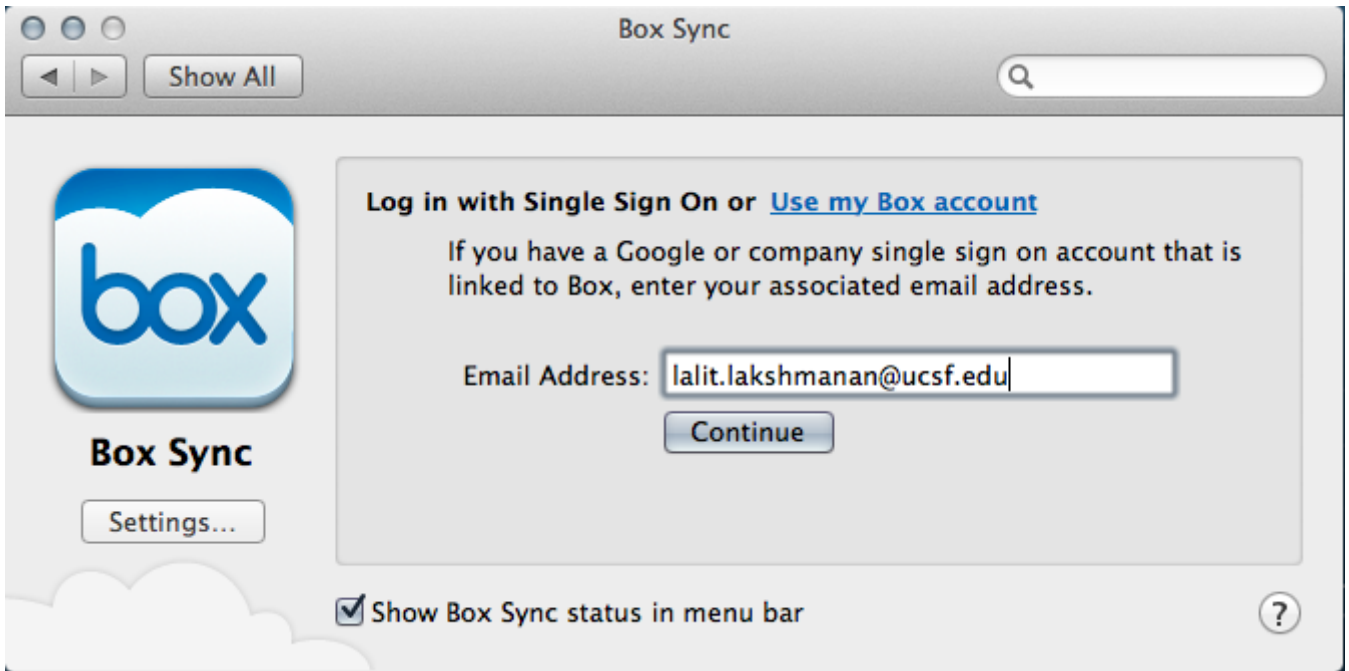 Box Sync
Show All
box
Box Sync
Settings...
Log in with Single Sign On or Use my Box account
If you have a Google or company single sign on account that is
linked to Box, enter your associated email address.
Email Address: lalit.lakshmanan@ucsf.edu
Continue
Show Box Sync status in menu bar
?